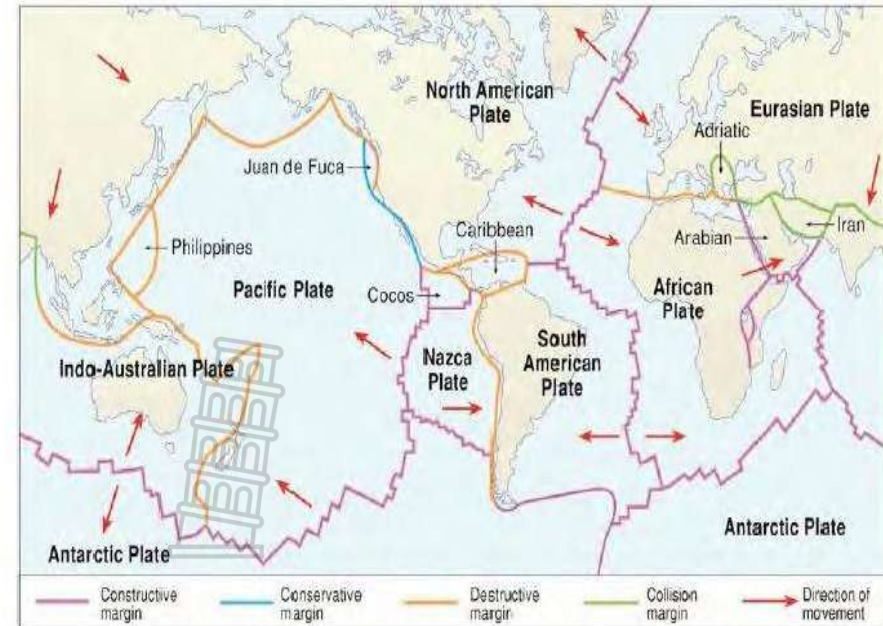 North American
Plate
Eurasian Plate
Adriatic
Juan de Fuca
Philippines
Caribbean
Arabian
Iran
Pacific Plate
Cocos
African
Plate
Indo-Australian Plate
Nazca
Plate
South
American
Plate
Antarctic Plate
Antarctic Plate
Constructive
margin
Conservative
margin
Destructive
margin
Collision
margin
Direction of
movement